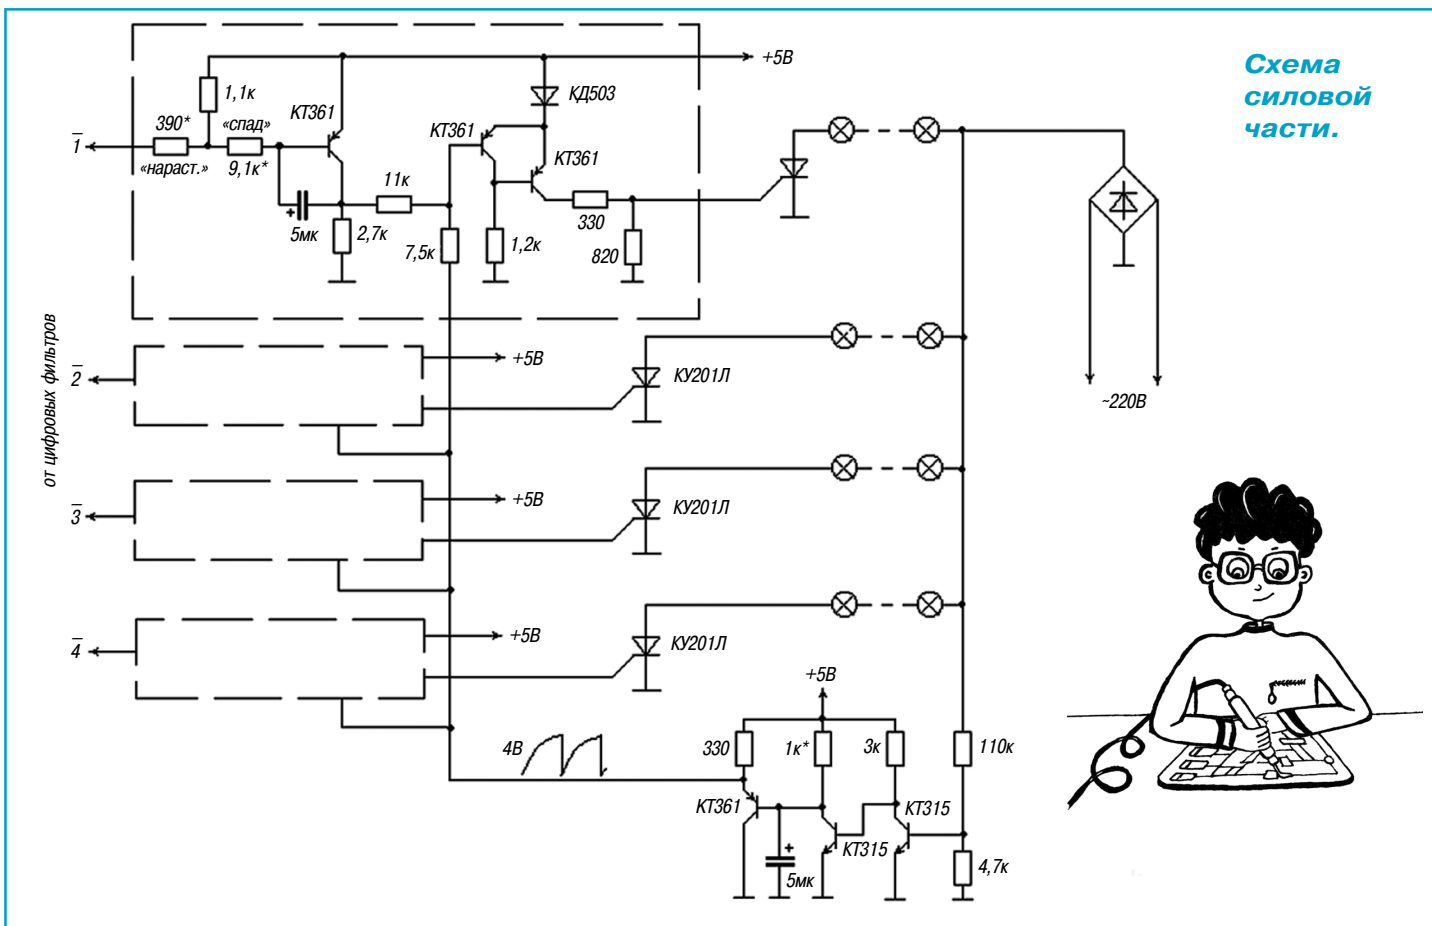 Схема
силовой
части.
+5В
1,1к
КД503
КТ361
390*
«спад»
КТ361
1
КТ361
«нараст.»
9,1к*
11к
330
5мк
2,7к
7,5к
1,2к
820
от цифровых фильтров
+5В
2
КУ201Л
~220В
+5В
3
КУ201Л
+5В
4
КУ201Л
+5В
4В
330
1к*
3к
110к
КТ361
КТ315
КТ315
4,7к
5мк